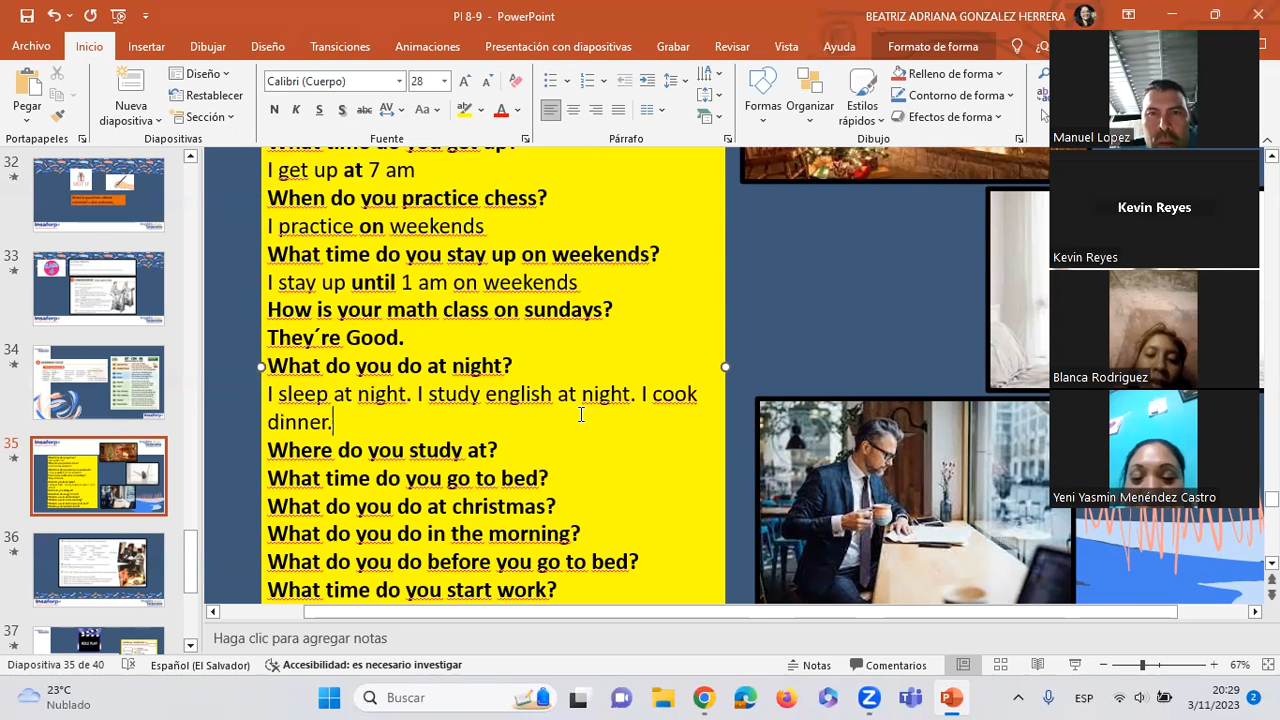 PI 8-9 - PowerPoint
BEATRIZ ADRIANA GONZALEZ HERRERA
Archivo Inicio Insertar Dibujar Diseño Transiciones Animaciones Presentación con diapositivas Grabar Revisar Vista Ayuda Formato de forma
Pegar
Portapapeles
Nueva
diapositiva
Diseño
Restablecer
Sección
Diapositivas
Calibri (Cuerpo) 28
N K S abc AV
Aa A
Fuente
Párrafo
Formas
Organizar
Estilos
rápidos
Relleno de forma
Contorno de forma
Efectos de forma
Dibujo
Manuel Lopez
Kevin Reyes
Kevin Reyes
Blanca Rodriguez
Yeni Yasmin Menéndez Castro
32
33
34
35
36
37
What time do you get up?
I get up at 7 am
When do you practice chess?
I practice on weekends
What time do you stay up on weekends?
I stay up until 1 am on weekends
How is your math class on sundays?
They´re Good.
What do you do at night?
I sleep at night. I study english at night. I cook
dinner.
Where do you study at?
What time do you go to bed?
What do you do at christmas?
What do you do in the morning?
What do you do before you go to bed?
What time do you start work?
Haga clic para agregar notas
Diapositiva 35 de 40 Español (El Salvador) Accesibilidad: es necesario investigar Notas Comentarios 67%
23°C
Nublado
Buscar
ESP
20:29
3/11/2023
2